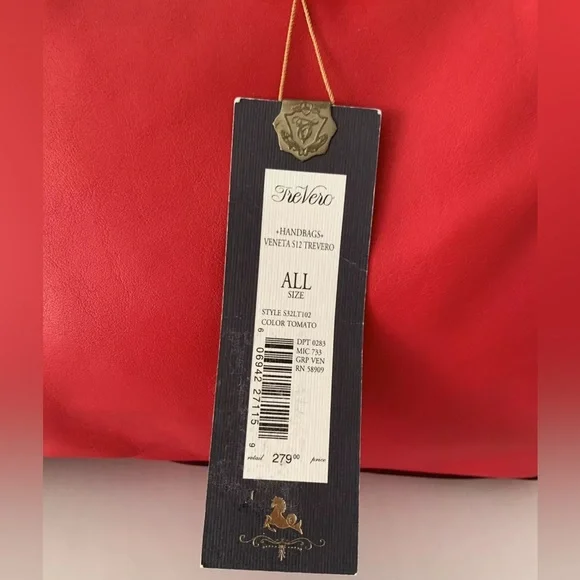 TreVero
+HANDBAGS+
VENETA S12 TREVERO
ALL
SIZE
STYLE S32LT102
COLOR TOMATO
DPT 0283
MIC 733
GRP VEN
RN 58909
6 06942 27115 9
retail 279.00 price